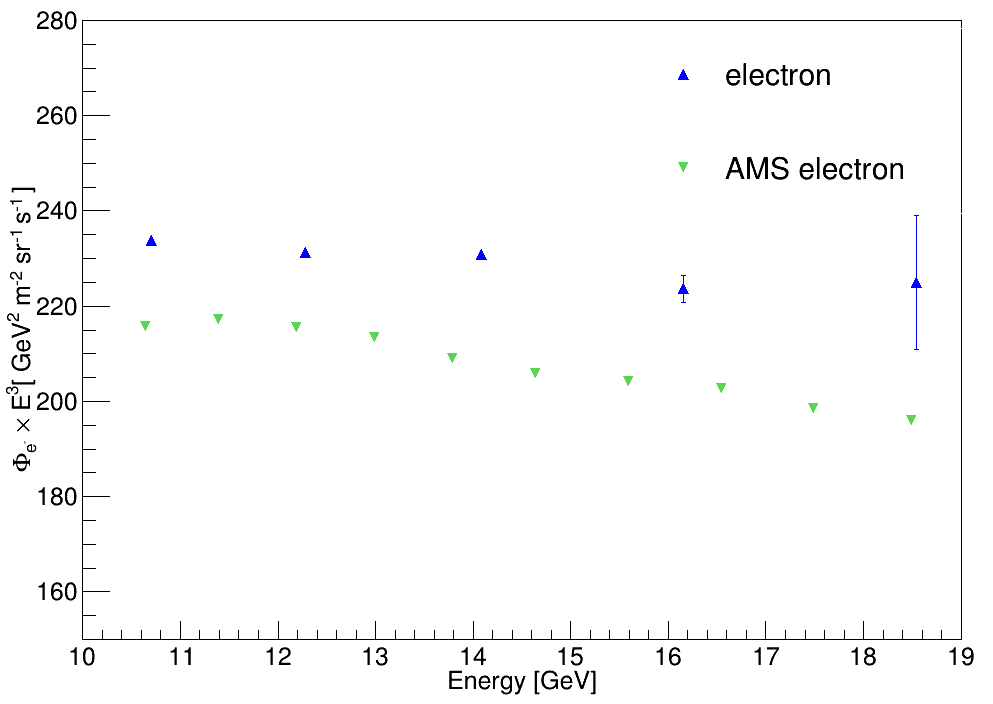 280
260
240
220
200
180
160
Φe- × E³[ GeV² m⁻² sr⁻¹ s⁻¹ ]
electron
AMS electron
10 11 12 13 14 15 16 17 18 19
Energy [GeV]